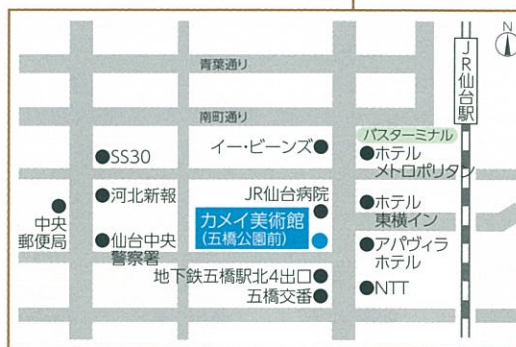 N
JR仙台駅
青葉通り
南町通り
バスターミナル
イー・ビーンズ
SS30
ホテル
メトロポリタン
河北新報
JR仙台病院
中央
郵便局
カメイ美術館
(五橋公園前)
ホテル
東横イン
仙台中央
警察署
アパヴィラ
ホテル
地下鉄五橋駅北4出口
五橋交番
NTT